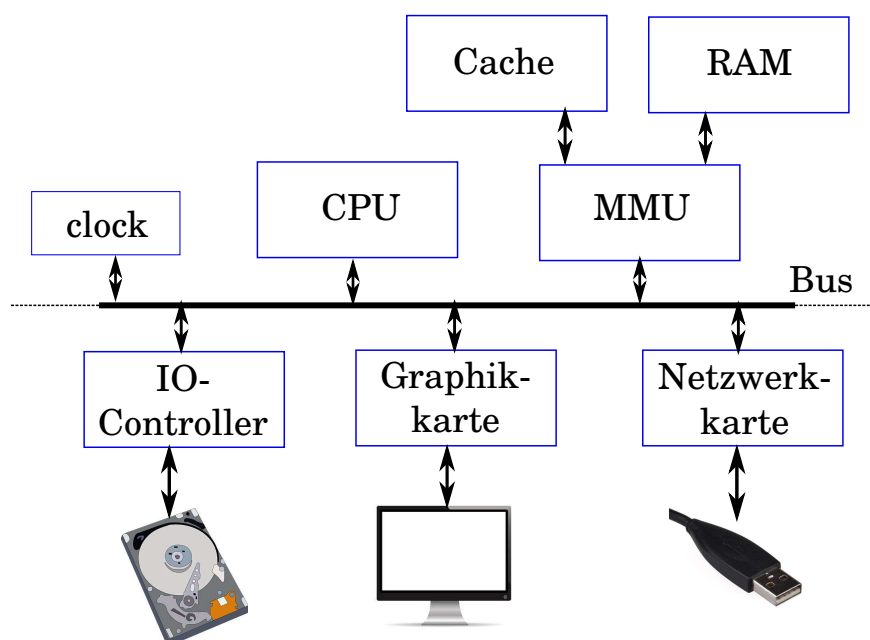 Cache
RAM
clock
CPU
MMU
Bus
IO-
Controller
Graphik-
karte
Netzwerk-
karte